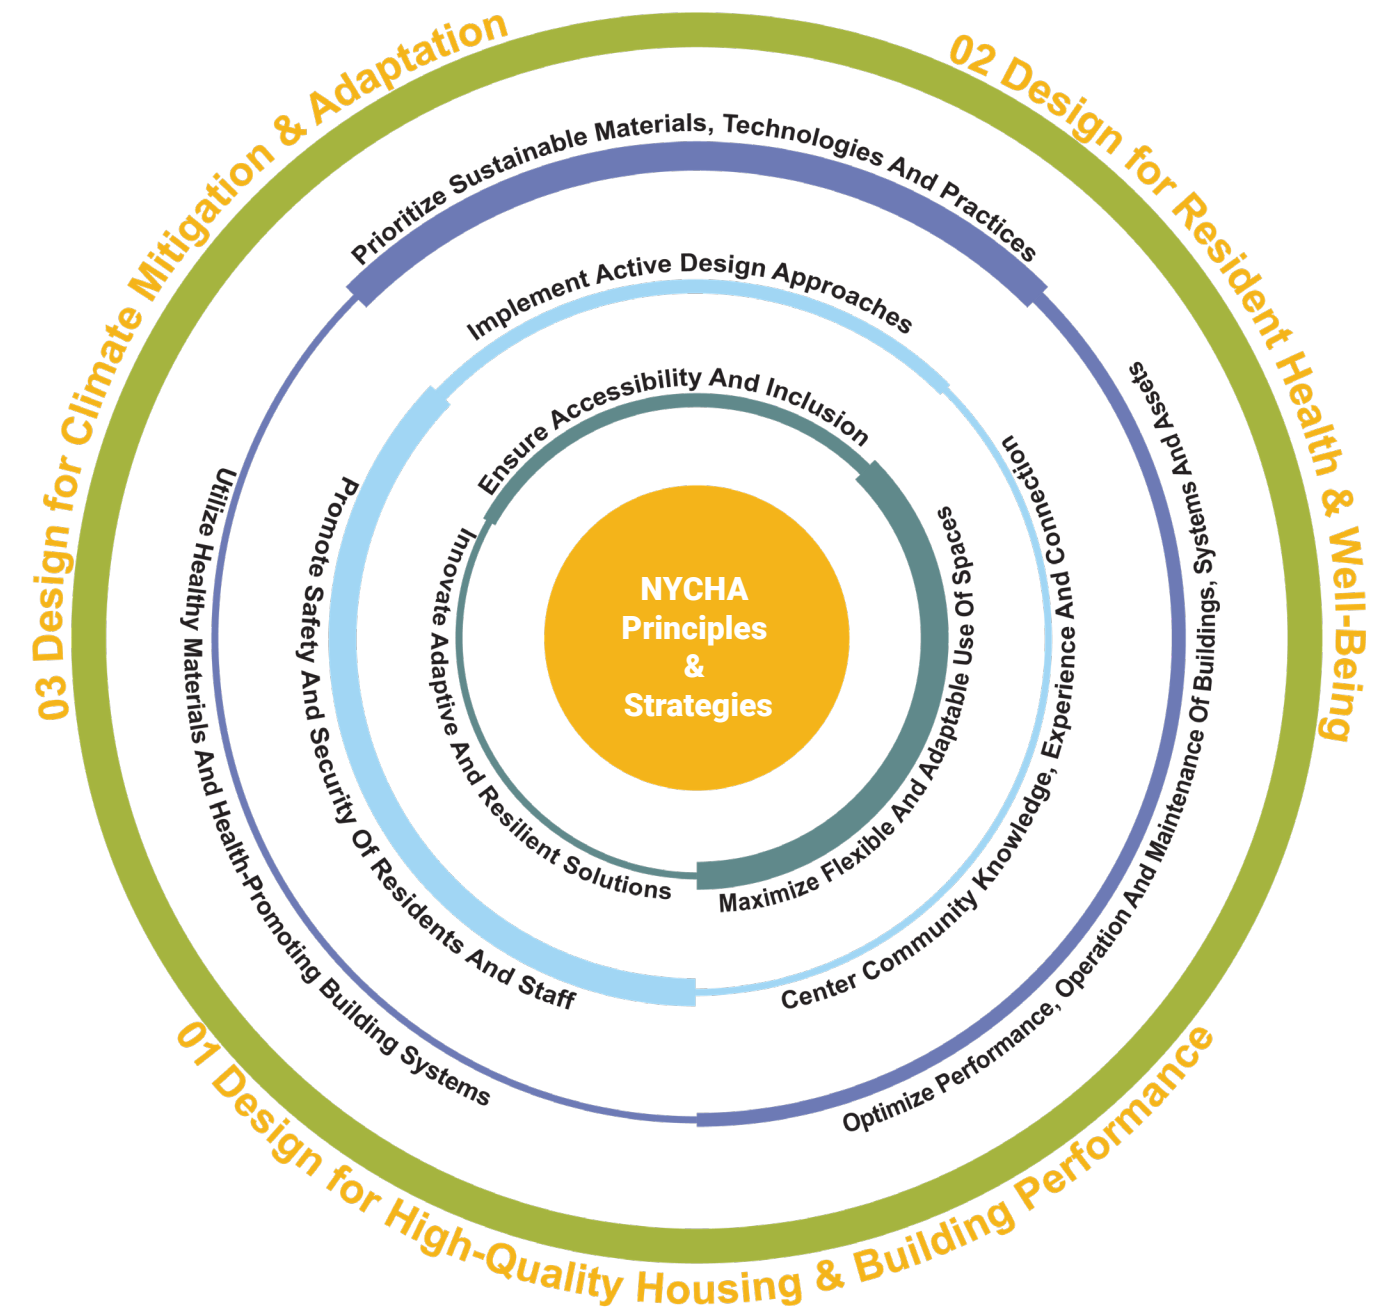 03 Design for Climate Mitigation & Adaptation
02 Design for Resident Health & Well-Being
Prioritize Sustainable Materials, Technologies And Practices
Implement Active Design Approaches
Ensure Accessibility And Inclusion
Utilize Healthy Materials And Health-Promoting Building Systems
Promote Safety And Security Of Residents And Staff
Innovate Adaptive And Resilient Solutions
NYCHA
Principles
&
Strategies
Maximize Flexible And Adaptable Use Of Spaces
Center Community Knowledge, Experience And Connection
Optimize Performance, Operation And Maintenance Of Buildings, Systems And Assets
01 Design for High-Quality Housing & Building Performance